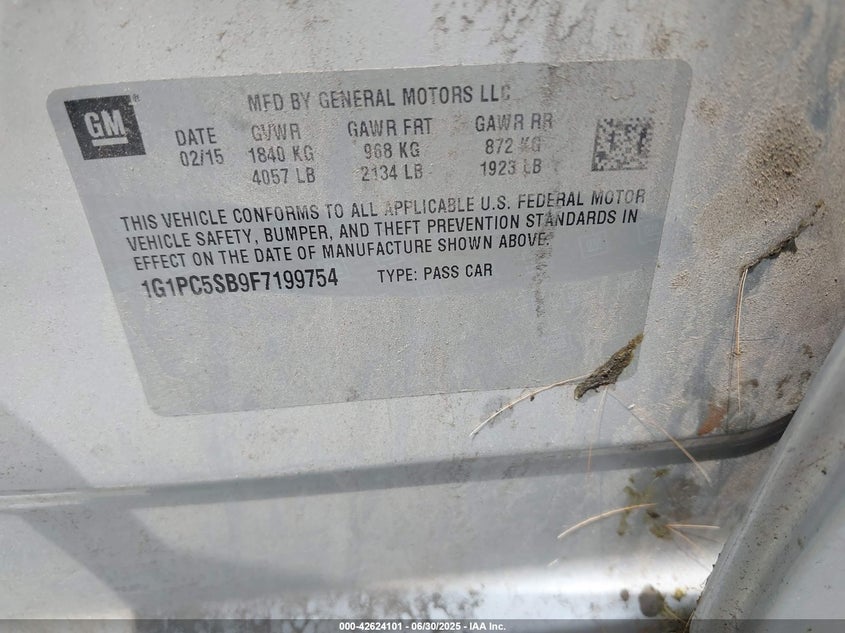 MFD BY GENERAL MOTORS LLC
GM ®
DATE GVWR GAWR FRT GAWR RR
02/15 1840 KG 968 KG 872 KG
4057 LB 2134 LB 1923 LB
THIS VEHICLE CONFORMS TO ALL APPLICABLE U.S. FEDERAL MOTOR
VEHICLE SAFETY, BUMPER, AND THEFT PREVENTION STANDARDS IN
EFFECT ON THE DATE OF MANUFACTURE SHOWN ABOVE.
1G1PC5SB9F7199754 TYPE: PASS CAR
000-42624101 - 06/30/2025 - IAA Inc.